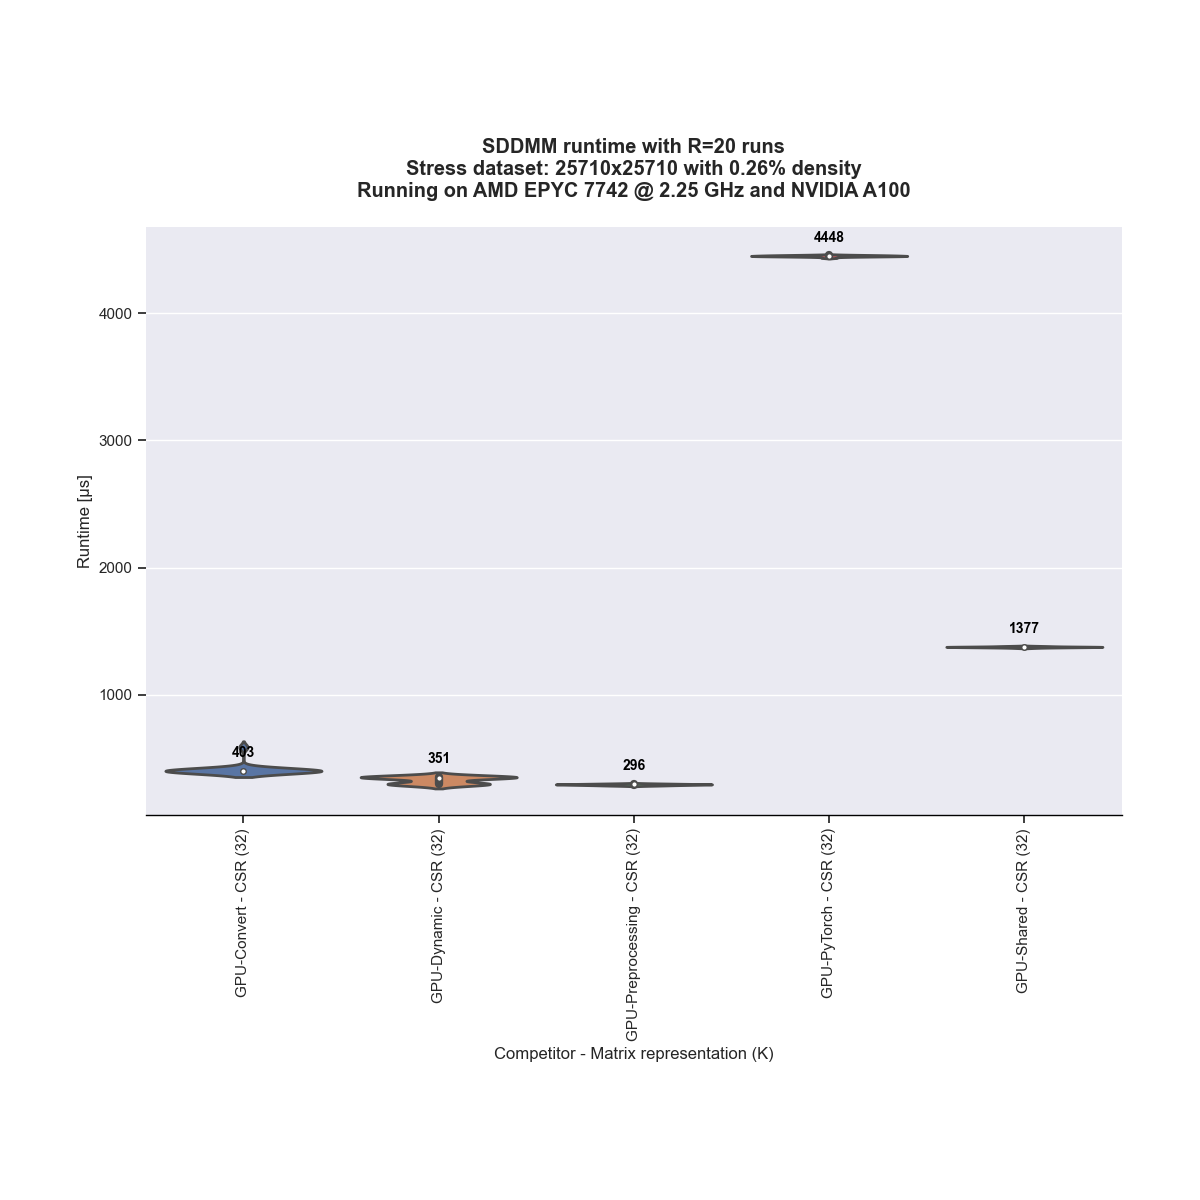 SDDMM runtime with R=20 runs
Stress dataset: 25710x25710 with 0.26% density
Running on AMD EPYC 7742 @ 2.25 GHz and NVIDIA A100
4448
4000
3000
Runtime [µs]
2000
1377
1000
403
351
296
GPU-Convert - CSR (32)
GPU-Dynamic - CSR (32)
GPU-Preprocessing - CSR (32)
GPU-PyTorch - CSR (32)
GPU-Shared - CSR (32)
Competitor - Matrix representation (K)